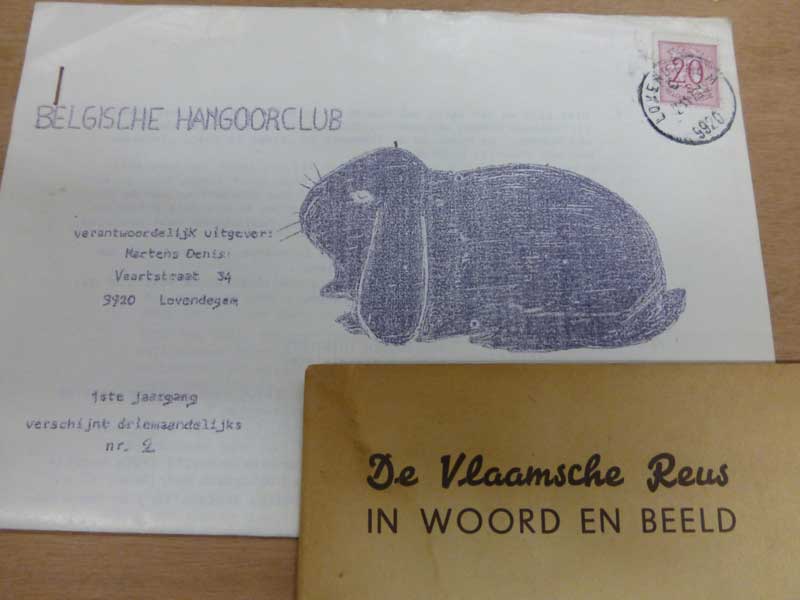 BELGISCHE HANGOORCLUB
20
9920
verantwoordelijk uitgever:
Martens Denis
Vaartstraat 34
9920 Lovendegem
1ste jaargang
verschijnt driemaandelijks
nr. 2
De Vlaamsche Reus
IN WOORD EN BEELD